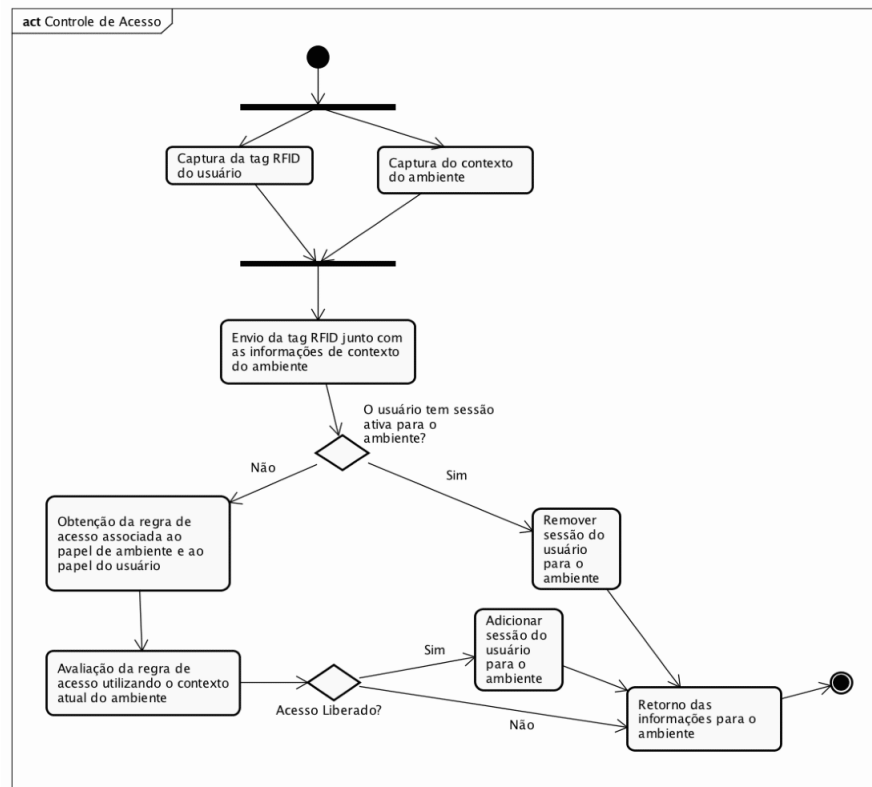 act Controle de Acesso
Captura da tag RFID
do usuário
Captura do contexto
do ambiente
Envio da tag RFID junto com
as informações de contexto
do ambiente
O usuário tem sessão
ativa para o
ambiente?
Não
Sim
Obtenção da regra de
acesso associada ao
papel de ambiente e ao
papel do usuário
Remover
sessão do
usuário
para o
ambiente
Avaliação da regra de
acesso utilizando o contexto
atual do ambiente
Acesso Liberado?
Sim
Adicionar
sessão do
usuário
para o
ambiente
Não
Retorno das
informações para o
ambiente